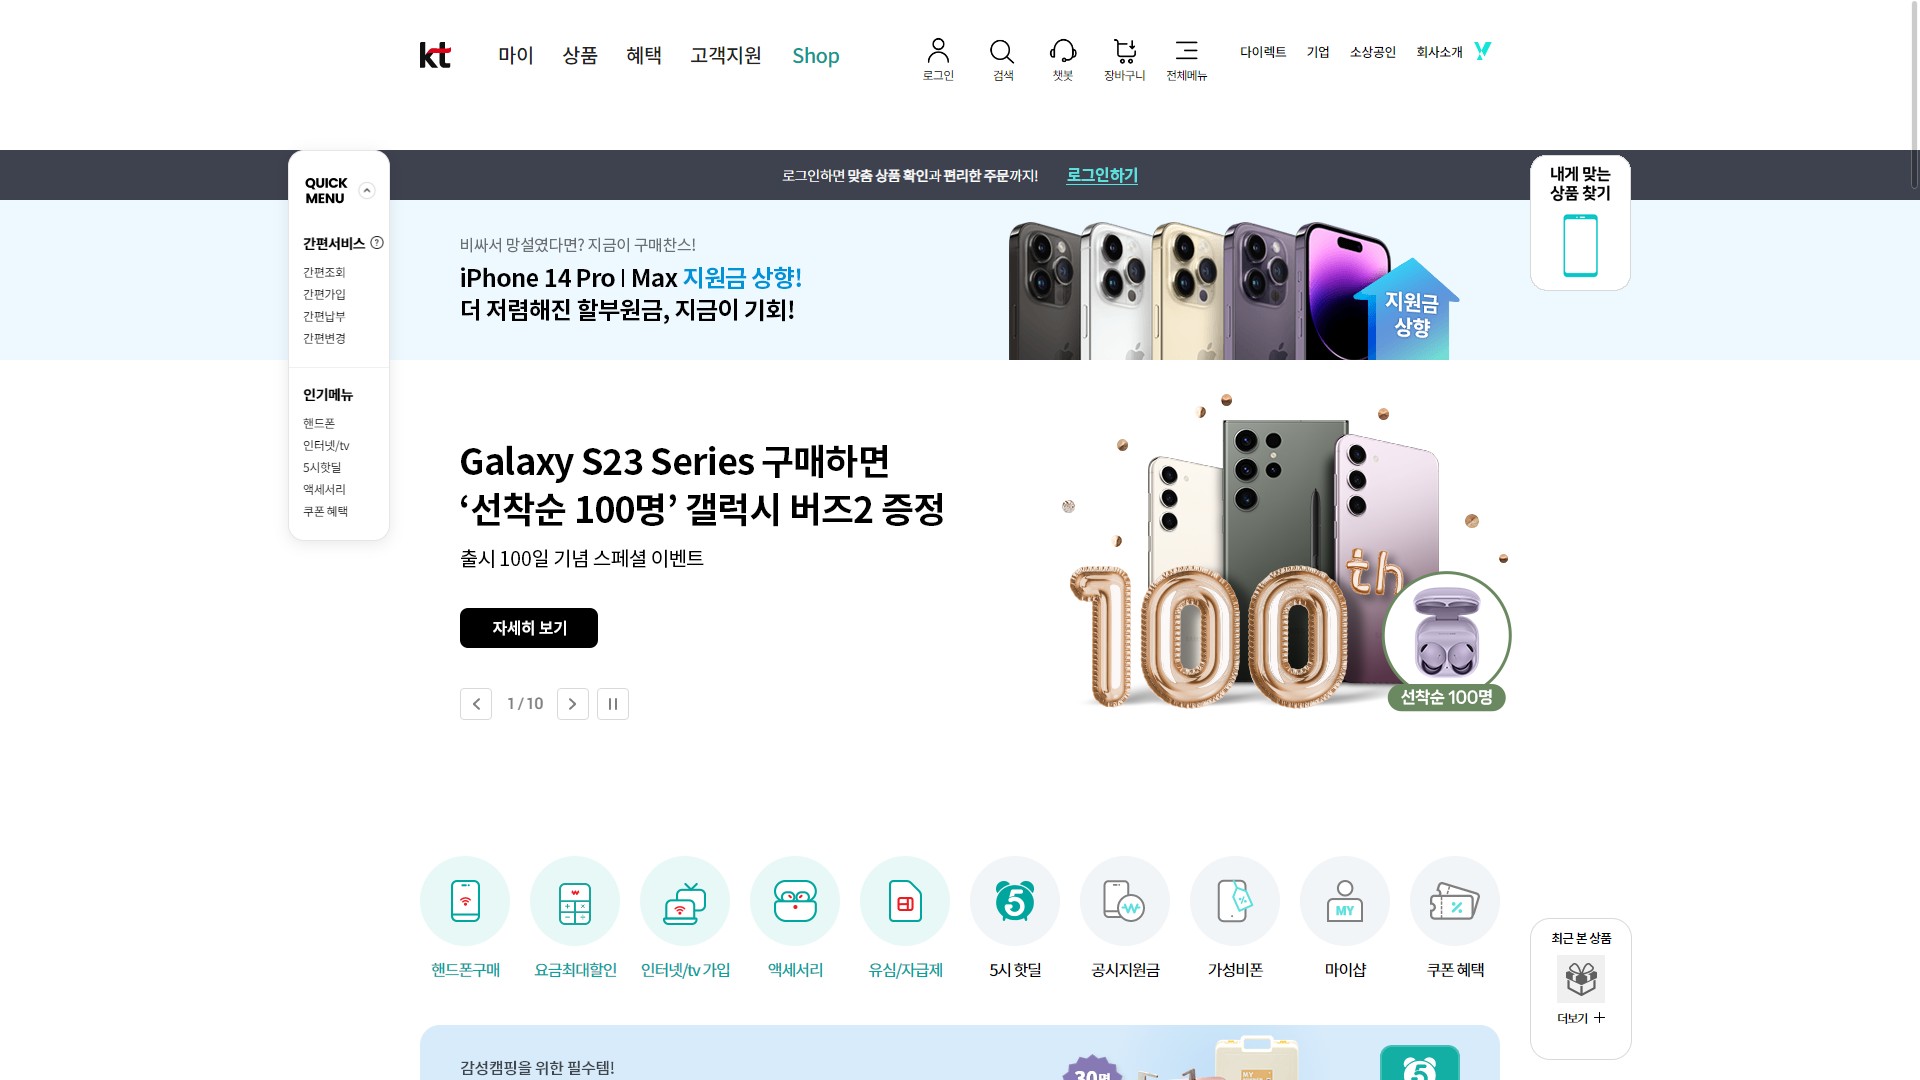 kt
마이
상품
혜택
고객지원
Shop
로그인
검색
챗봇
장바구니
전체메뉴
다이렉트
기업
소상공인
회사소개
Y
QUICK
MENU
간편서비스 ?
간편조회
간편가입
간편납부
간편변경
인기메뉴
핸드폰
인터넷/tv
5시핫딜
액세서리
쿠폰 혜택
로그인하면 맞춤 상품 확인과 편리한 주문까지! 로그인하기
비싸서 망설였다면? 지금이 구매찬스!
iPhone 14 Pro | Max 지원금 상향!
더 저렴해진 할부원금, 지금이 기회!
지원금
상향
내게 맞는
상품 찾기
Galaxy S23 Series 구매하면
‘선착순 100명’ 갤럭시 버즈2 증정
출시 100일 기념 스페셜 이벤트
자세히 보기
1 / 10
100th
선착순 100명
핸드폰구매
요금최대할인
인터넷/tv 가입
액세서리
유심/자급제
5
5시 핫딜
공시지원금
가성비폰
MY
마이샵
쿠폰 혜택
최근 본 상품
더보기 +
감성캠핑을 위한 필수템!
30명
MY
5